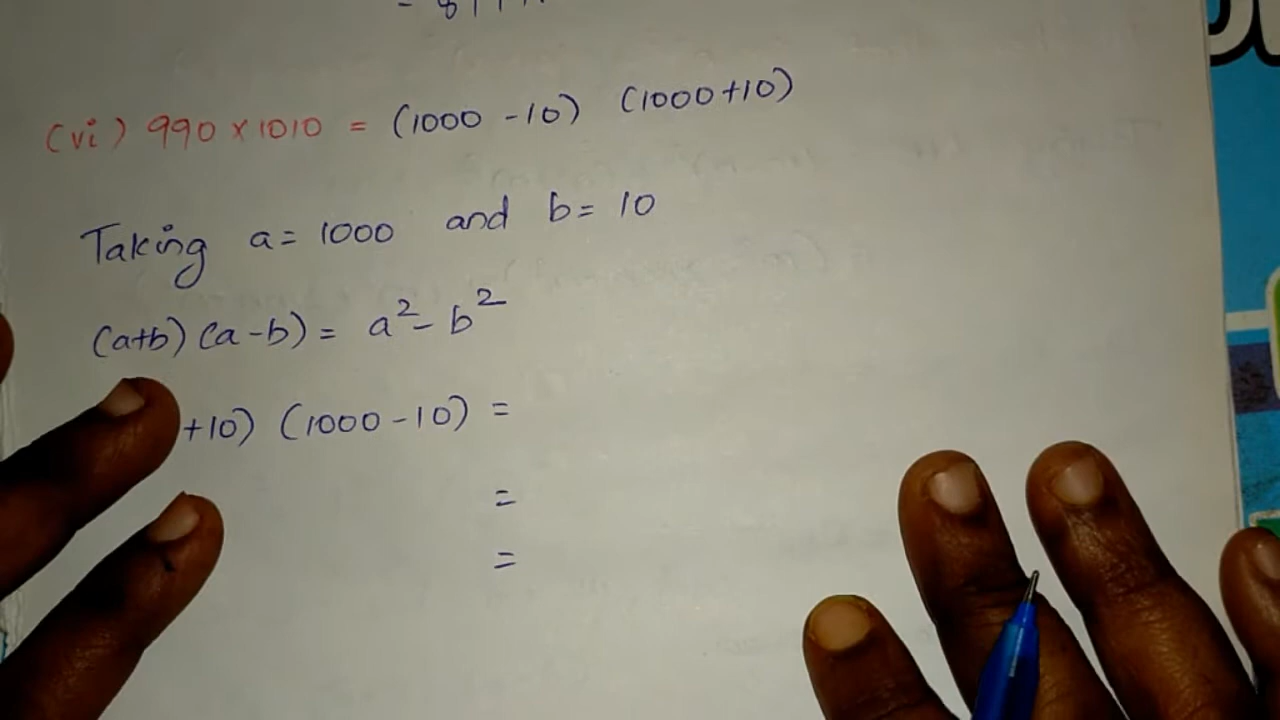 (vi) 990 x 1010 = (1000 - 10) (1000 + 10)
Taking a = 1000 and b = 10
(a+b) (a-b) = a² - b²
+10) (1000 - 10) =
=
=